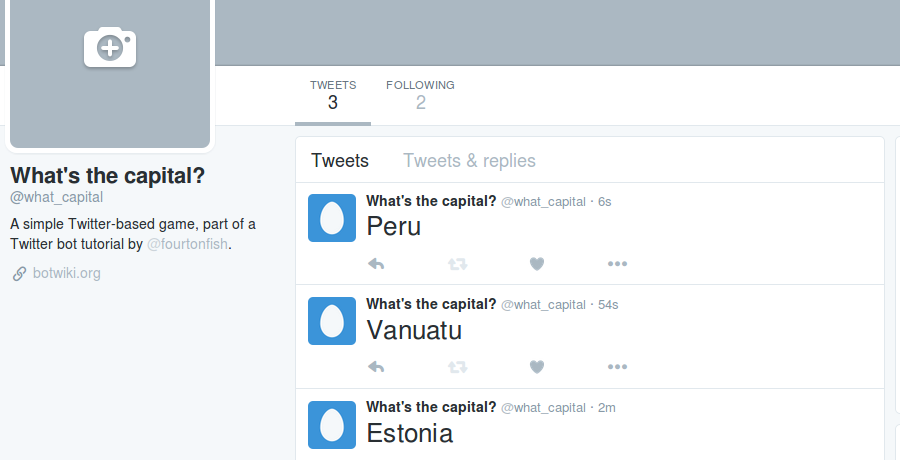 TWEETS
3
FOLLOWING
2
What's the capital?
@what_capital
A simple Twitter-based game, part of a
Twitter bot tutorial by @fourtonfish.
botwiki.org
Tweets
Tweets & replies
What's the capital? @what_capital · 6s
Peru
What's the capital? @what_capital · 54s
Vanuatu
What's the capital? @what_capital · 2m
Estonia